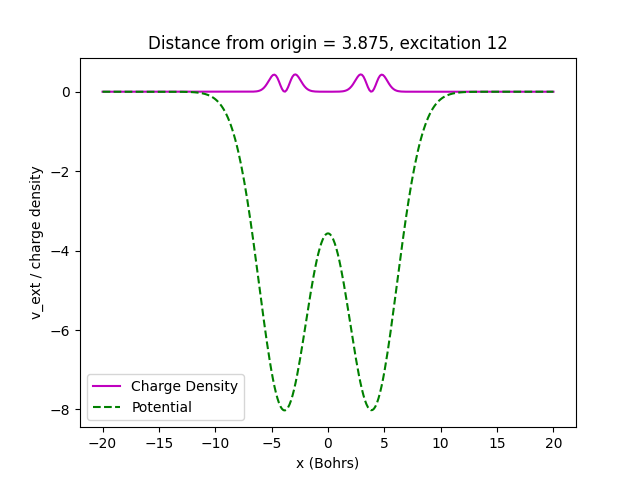 Distance from origin = 3.875, excitation 12
v_ext / charge density
0
−2
−4
−6
−8
Charge Density
Potential
−20
−15
−10
−5
0
5
10
15
20
x (Bohrs)